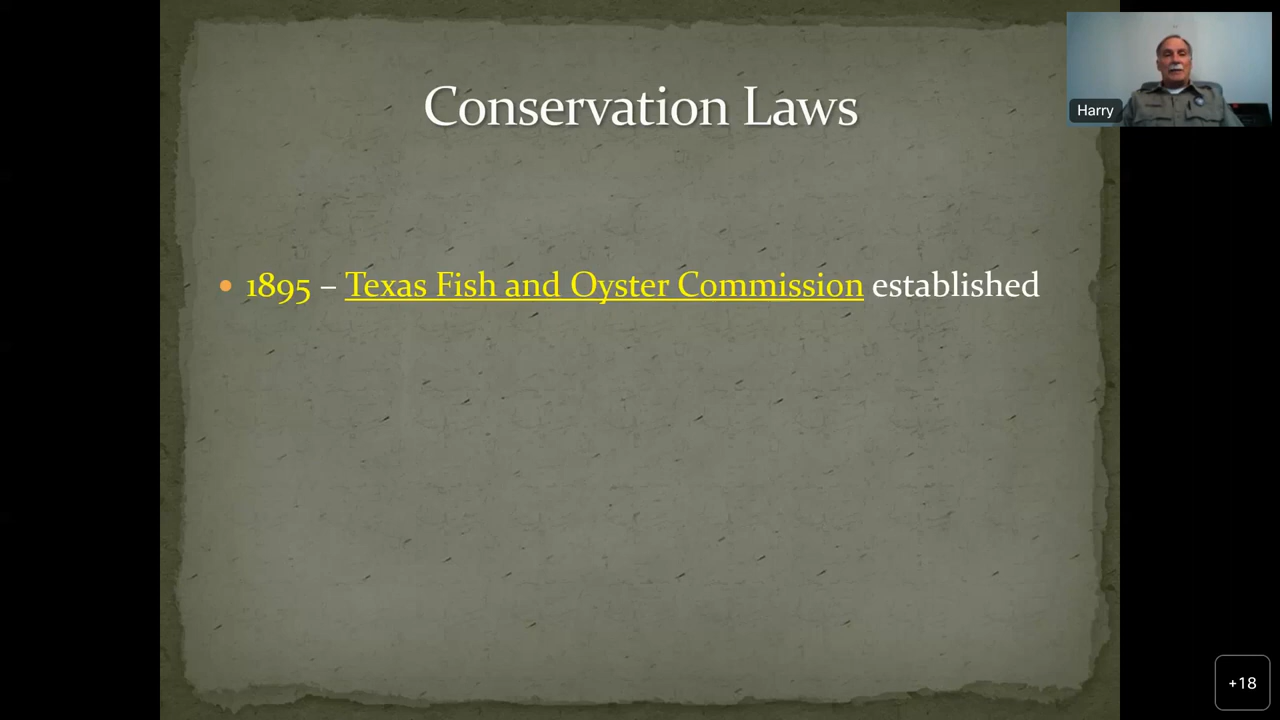 Conservation Laws
Harry
• 1895 – Texas Fish and Oyster Commission established
+18